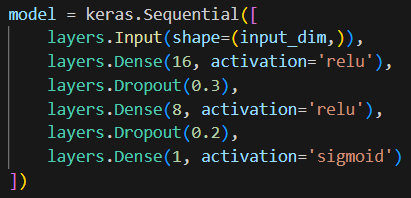 model = keras.Sequential([
    layers.Input(shape=(input_dim,)),
    layers.Dense(16, activation='relu'),
    layers.Dropout(0.3),
    layers.Dense(8, activation='relu'),
    layers.Dropout(0.2),
    layers.Dense(1, activation='sigmoid')
])